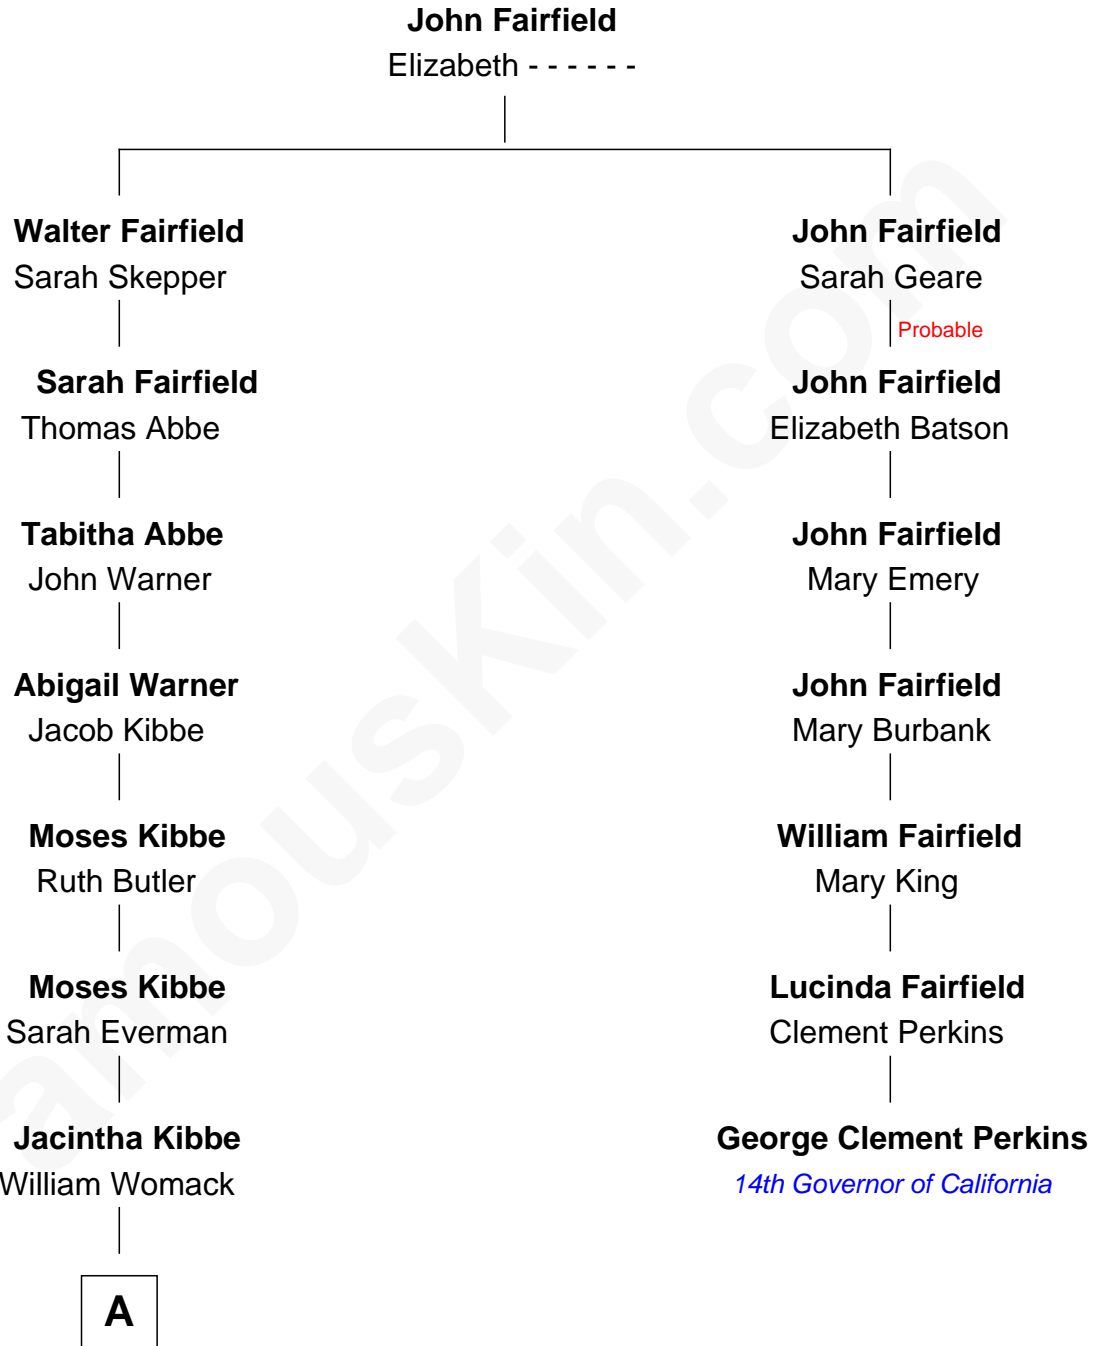 John Fairfield
Elizabeth - - - - - -
Walter Fairfield
Sarah Skepper
John Fairfield
Sarah Geare
Probable
Sarah Fairfield
Thomas Abbe
John Fairfield
Elizabeth Batson
Tabitha Abbe
John Warner
John Fairfield
Mary Emery
Abigail Warner
Jacob Kibbe
John Fairfield
Mary Burbank
Moses Kibbe
Ruth Butler
William Fairfield
Mary King
Moses Kibbe
Sarah Everman
Lucinda Fairfield
Clement Perkins
Jacintha Kibbe
William Womack
George Clement Perkins
14th Governor of California
A
amouskin.com